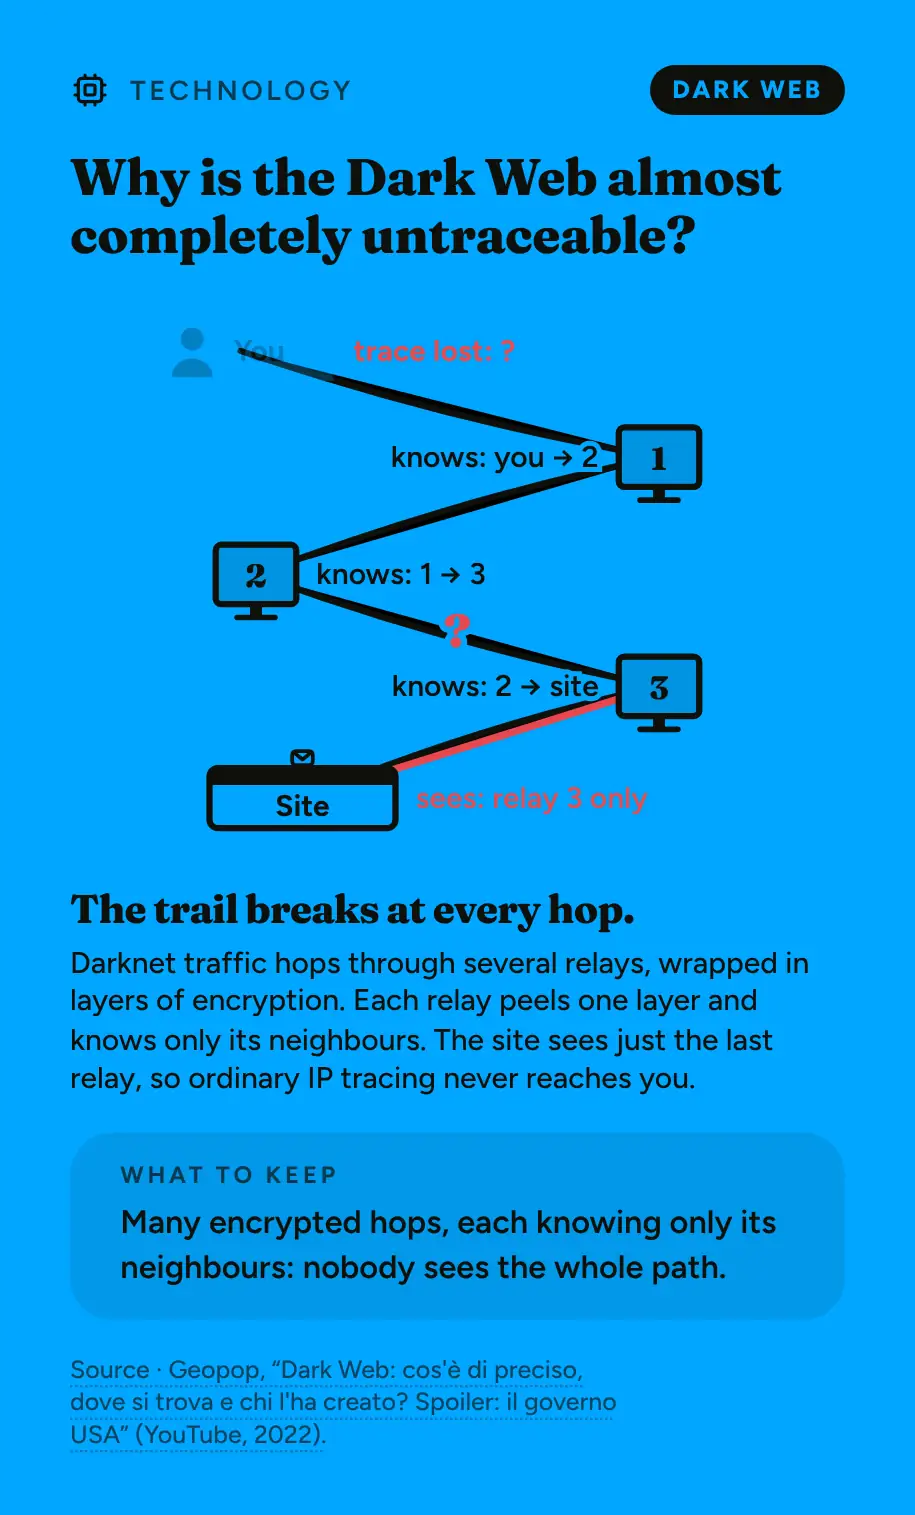 TECHNOLOGY
DARK WEB
Why is the Dark Web almost
completely untraceable?
You
trace lost: ?
knows: you → 2
1
2
knows: 1 → 3
?
knows: 2 → site
3
Site
sees: relay 3 only
The trail breaks at every hop.
Darknet traffic hops through several relays, wrapped in
layers of encryption. Each relay peels one layer and
knows only its neighbours. The site sees just the last
relay, so ordinary IP tracing never reaches you.
WHAT TO KEEP
Many encrypted hops, each knowing only its
neighbours: nobody sees the whole path.
Source · Geopop, “Dark Web: cos'è di preciso,
dove si trova e chi l'ha creato? Spoiler: il governo
USA” (YouTube, 2022).